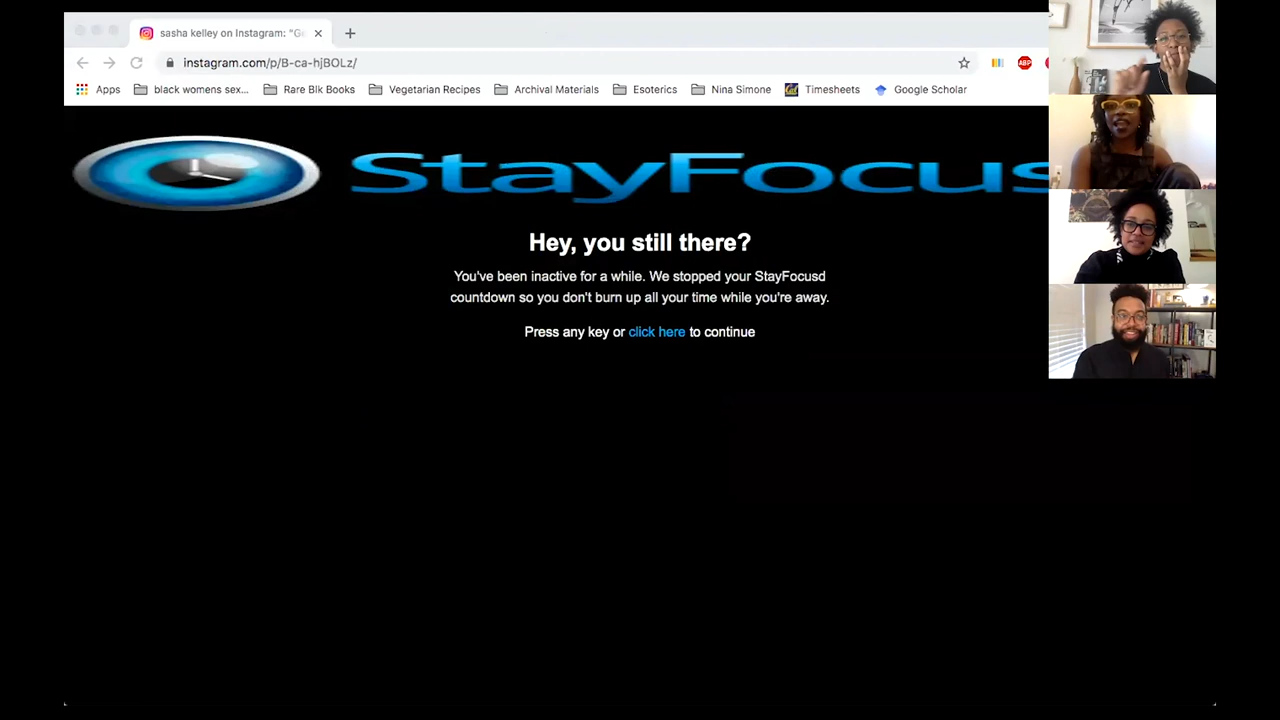 sasha kelley on Instagram: "Ge
instagram.com/p/B-ca-hjBOLz/
ABP
Apps black womens sex... Rare Blk Books Vegetarian Recipes Archival Materials Esoterics Nina Simone Timesheets Google Scholar
StayFocus
Hey, you still there?
You've been inactive for a while. We stopped your StayFocusd
countdown so you don't burn up all your time while you're away.
Press any key or click here to continue